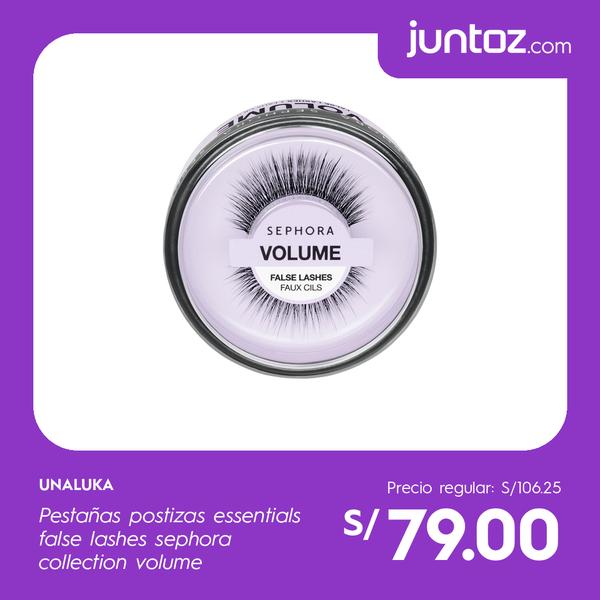 juntoz.com
VOLUME
SEPHORA
VOLUME
FALSE LASHES
FAUX CILS
UNALUKA
Pestañas postizas essentials
false lashes sephora
collection volume
Precio regular: S/106.25
S/79.00